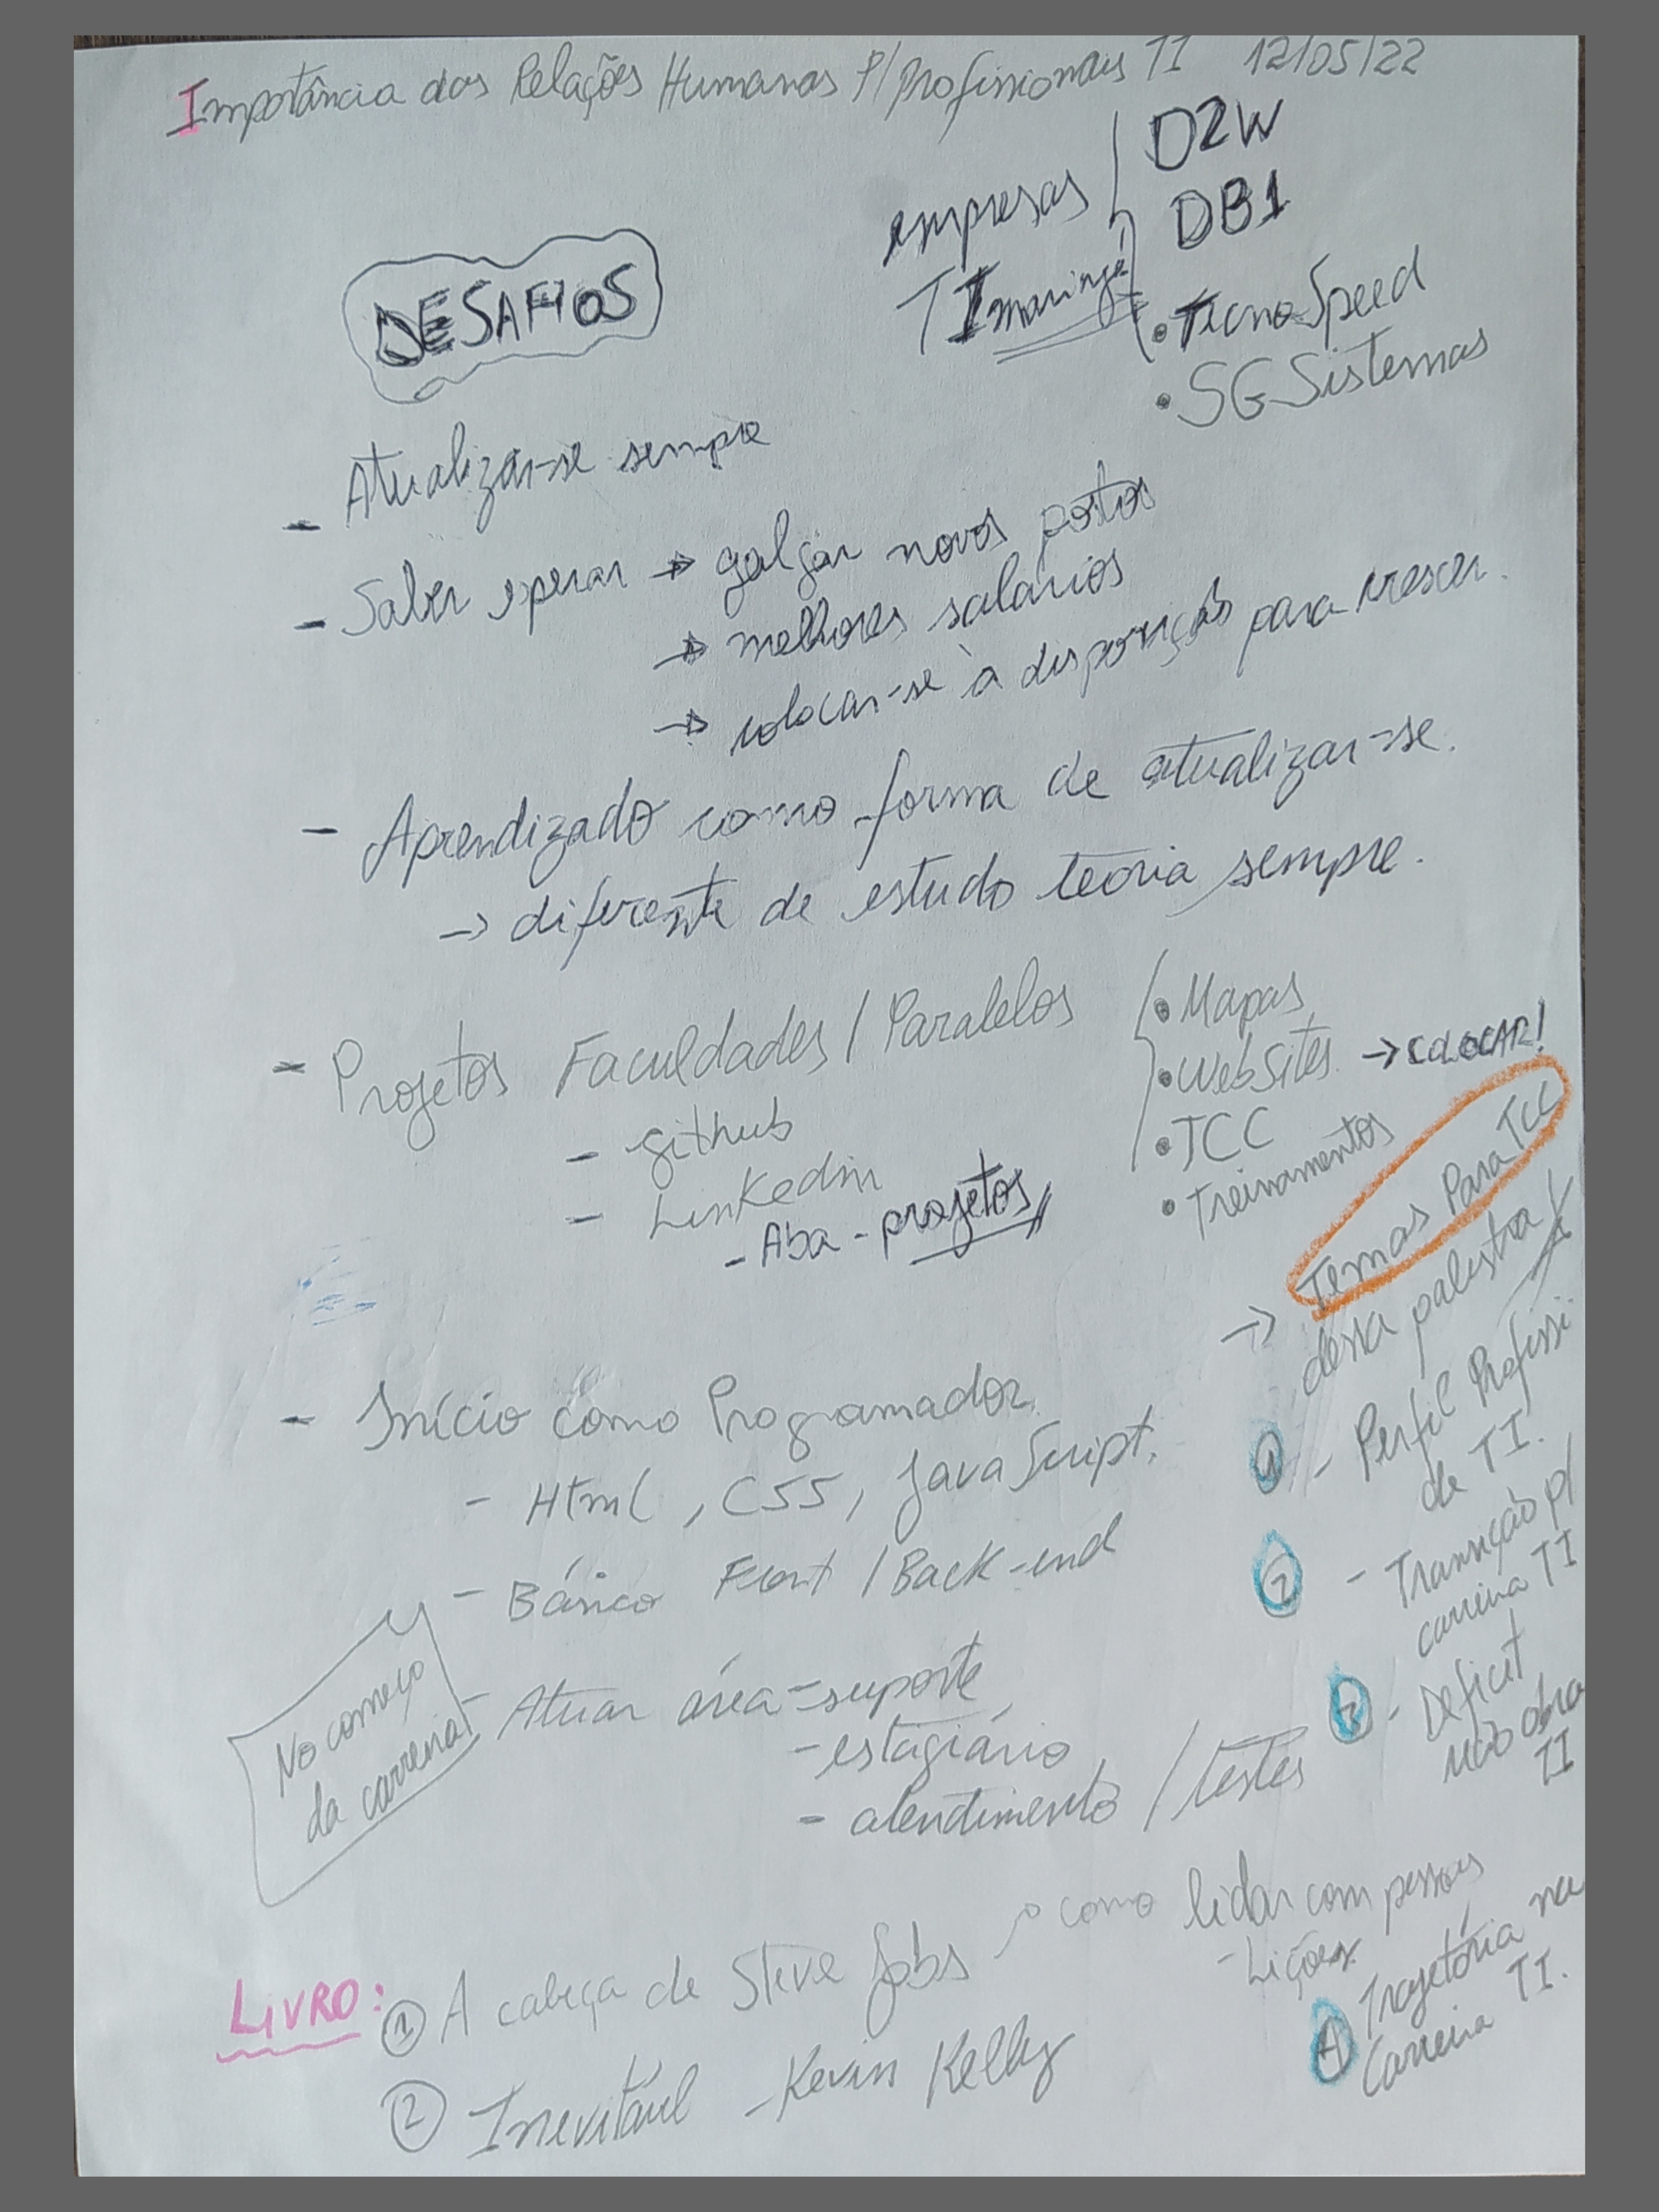 Importância das Relações Humanas P/ Profissionais TI 12/05/22
empresas
TI maringá
D2W
DB1
• TecnoSpeed
• SG Sistemas
DESAFIOS
- Atualizar-se sempre
- Saber esperar → galgar novos postos
→ melhores salários
→ colocar-se à disposição para crescer.
- Aprendizado como forma de atualizar-se.
→ diferente de estudo teoria sempre.
- Projetos Faculdades / Paralelos
- github
- Linkedin
- Aba - projetos
• Mapas
• WebSites → COLOCAR!
• TCC
• Treinamentos
→ Temas Para TCC
dessa palestra
1 - Perfil Profissi
de TI.
2 - Transição p/
carreira TI
3 - Deficit
mão obra
TI
4 Trajetória na
Carreira TI.
- Início como Programador.
- Html, CSS, JavaScript.
- Básico Front / Back-end
No começo
da carreira
- Atuar área - suporte
- estagiário
- atendimento / testes
LIVRO:
① A cabeça de Steve Jobs → como lidar com pessoas
- Lições
② Inevitável - Kevin Kelly